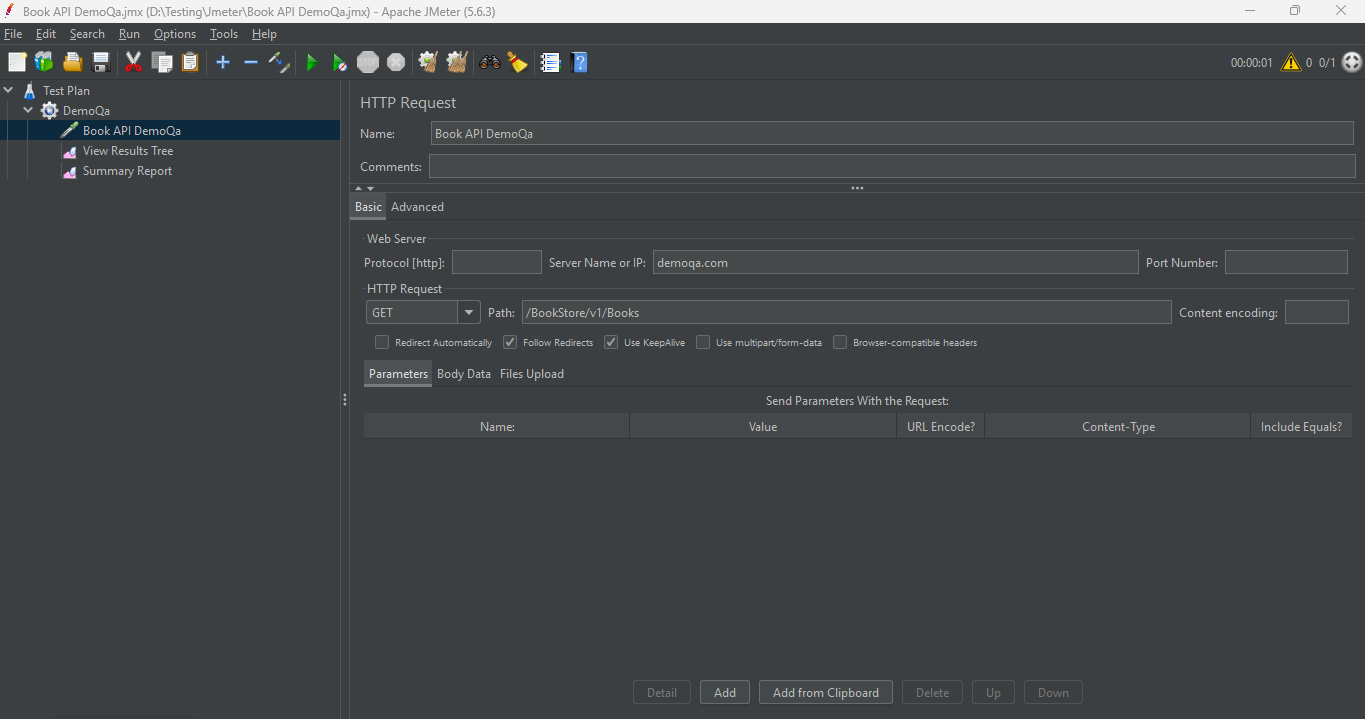 Book API DemoQa.jmx (D:\Testing\Jmeter\Book API DemoQa.jmx) - Apache JMeter (5.6.3)
File Edit Search Run Options Tools Help
STOP
00:00:01 0 0/1
Test Plan
DemoQa
Book API DemoQa
View Results Tree
Summary Report
HTTP Request
Name: Book API DemoQa
Comments:
Basic Advanced
Web Server
Protocol [http]: Server Name or IP: demoqa.com Port Number:
HTTP Request
GET Path: /BookStore/v1/Books Content encoding:
Redirect Automatically Follow Redirects Use KeepAlive Use multipart/form-data Browser-compatible headers
Parameters Body Data Files Upload
Send Parameters With the Request:
Name: Value URL Encode? Content-Type Include Equals?
Detail Add Add from Clipboard Delete Up Down